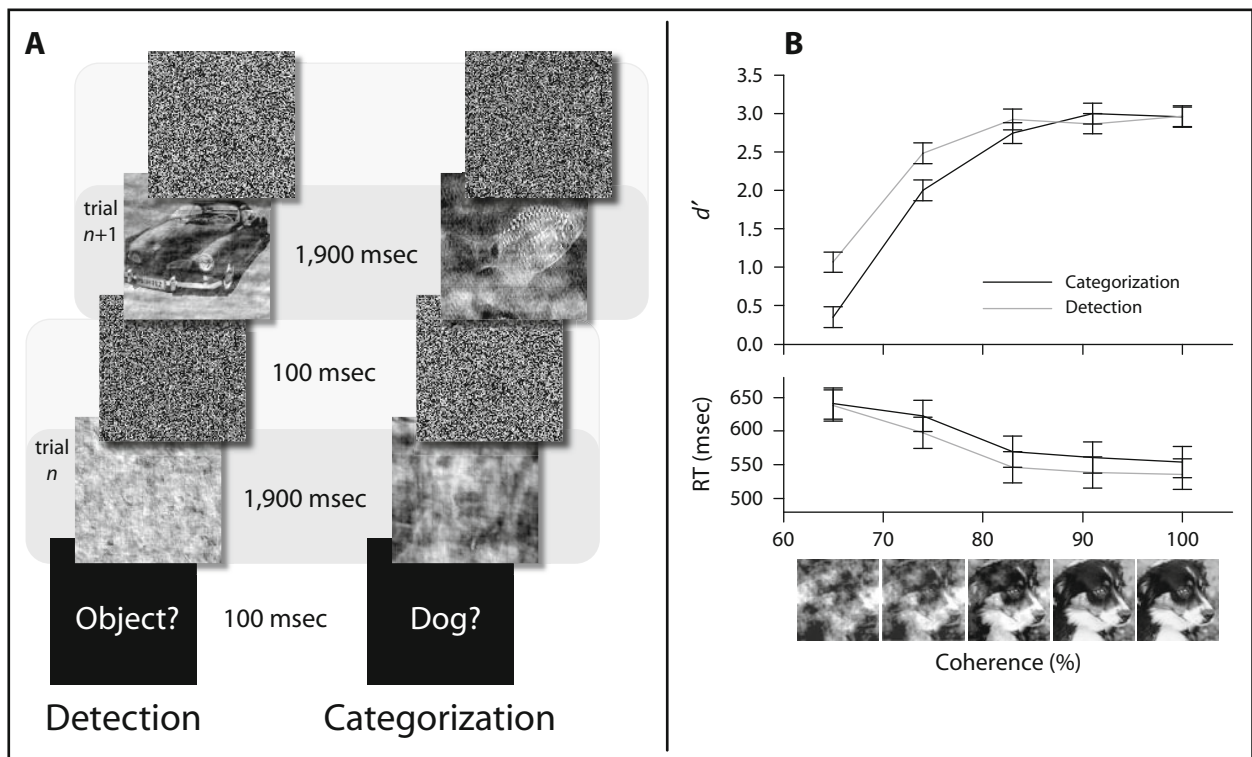 A
trial
n+1
1,900 msec
100 msec
trial
n
1,900 msec
Object?
100 msec
Dog?
Detection
Categorization
B
3.5
3.0
2.5
2.0
1.5
1.0
0.5
0.0
d′
Categorization
Detection
650
600
550
500
RT (msec)
60
70
80
90
100
Coherence (%)